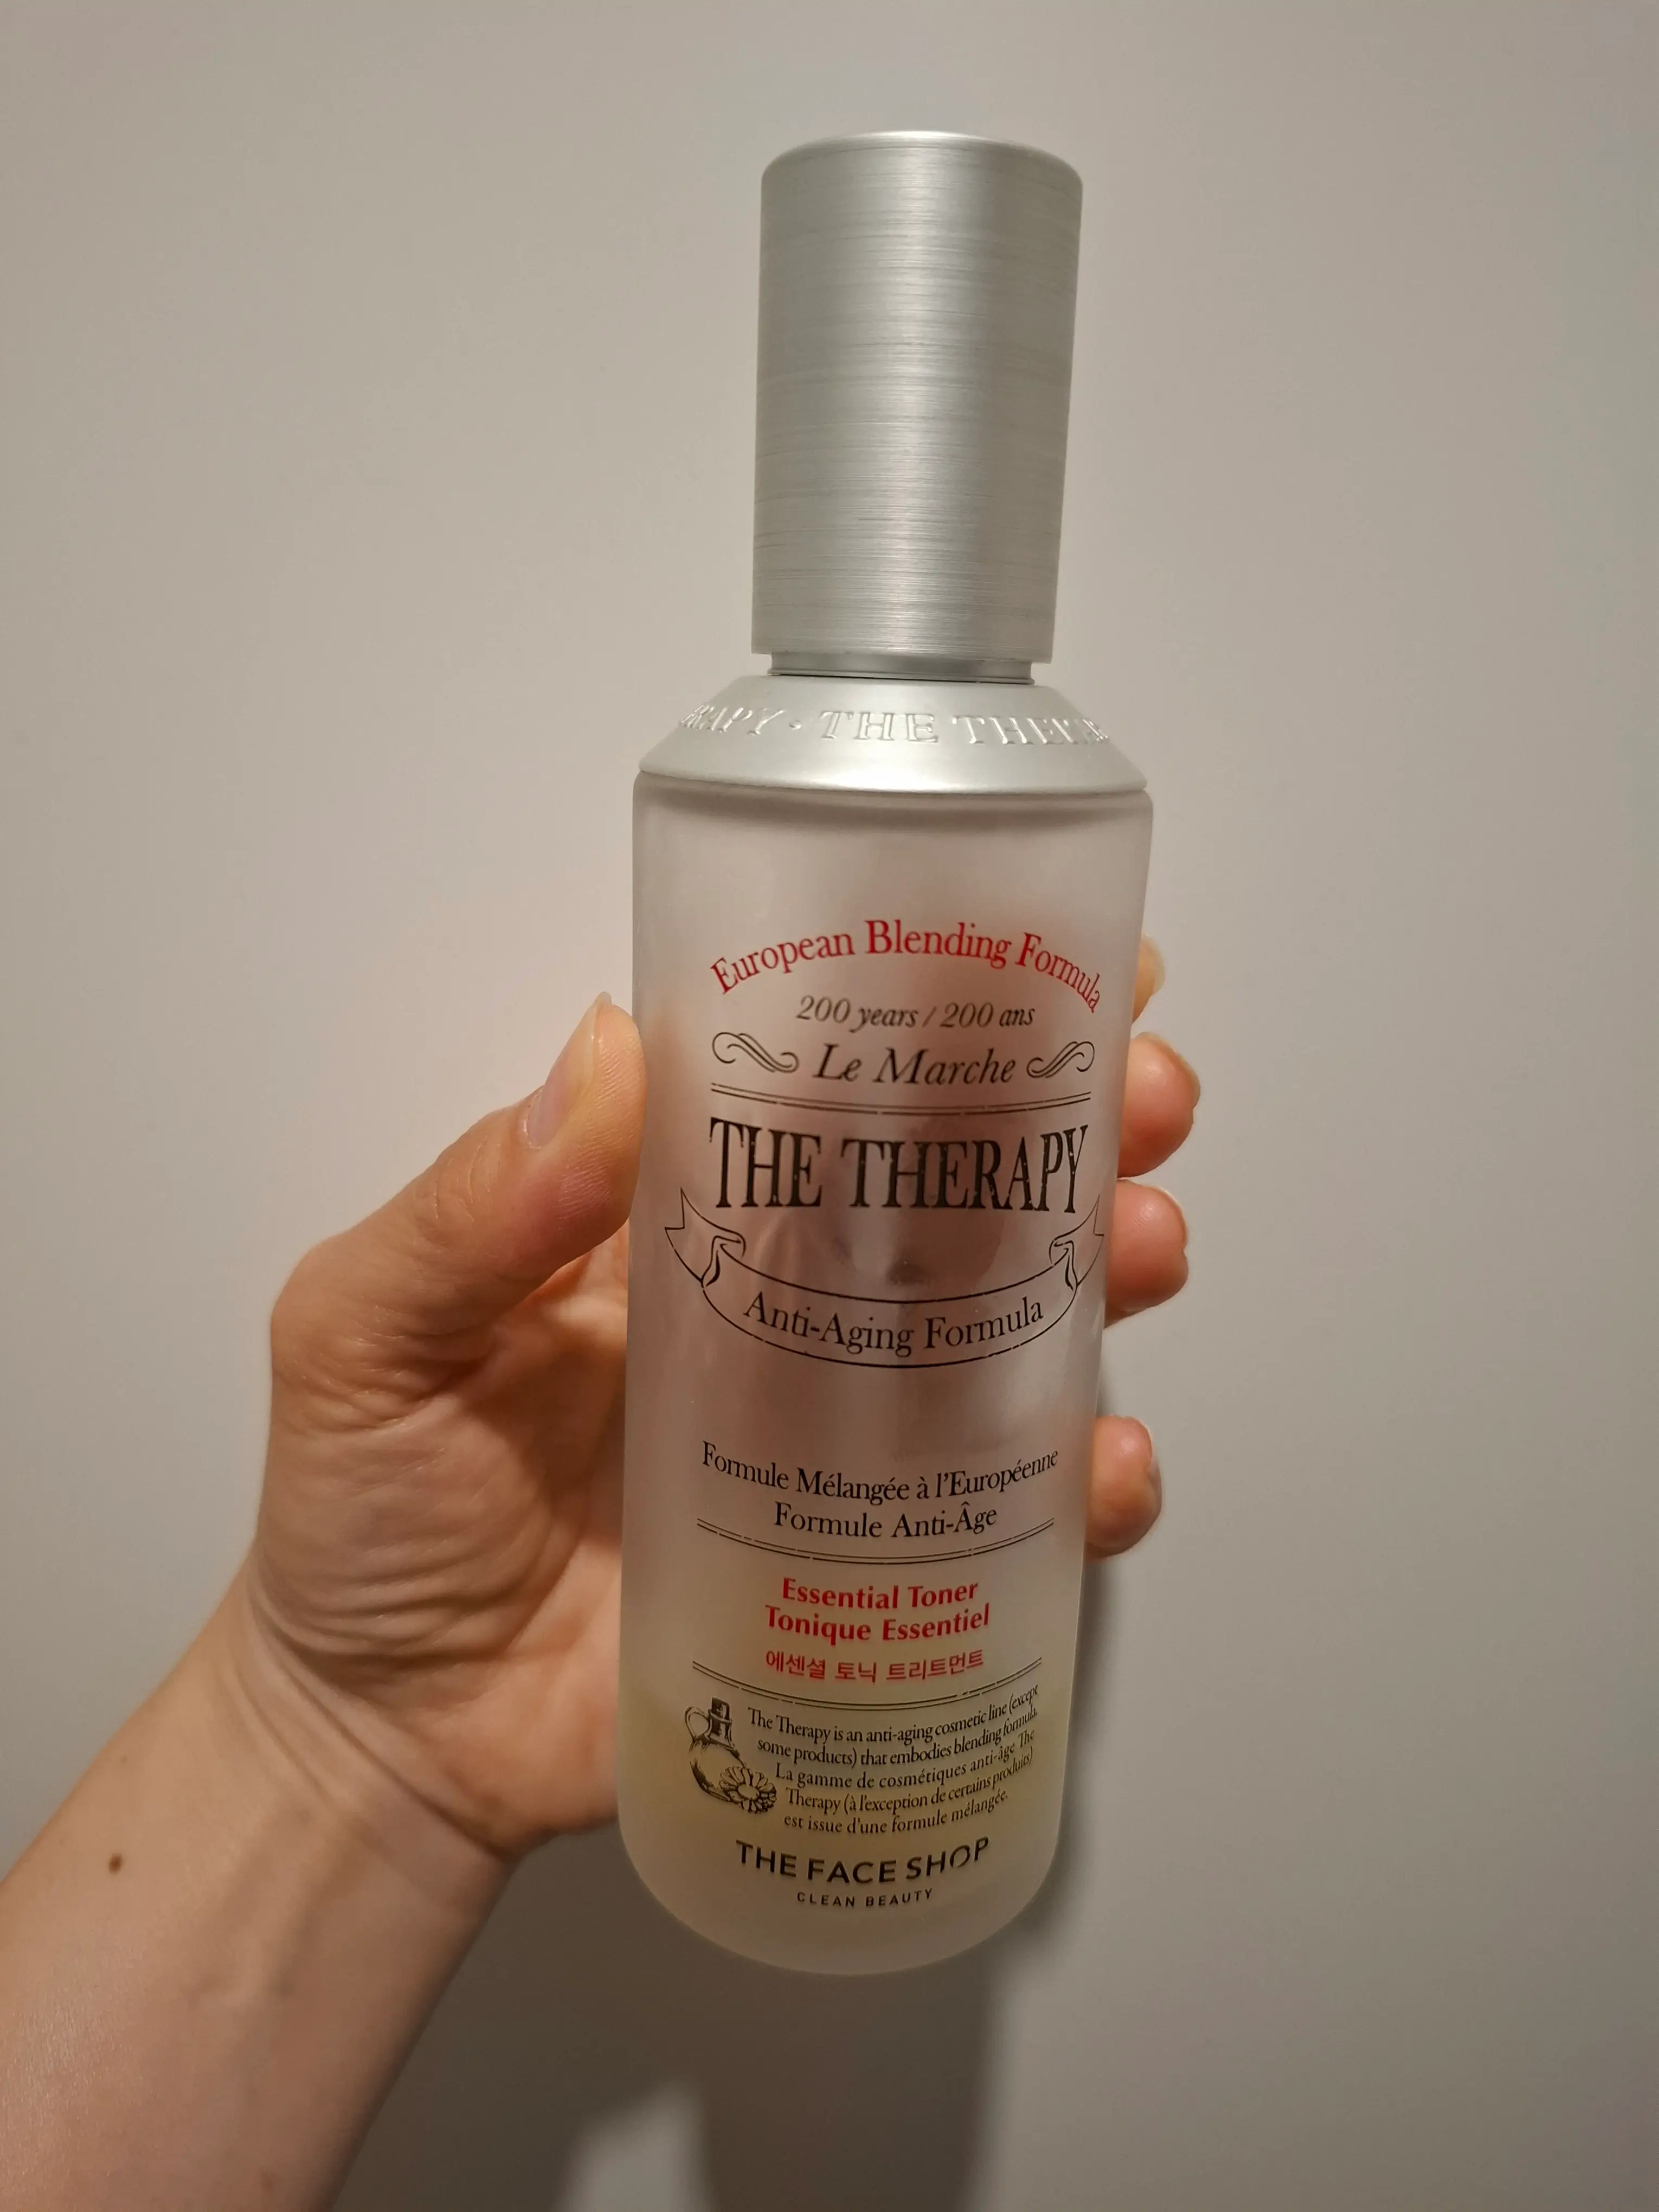 RAPY · THE THERA
European Blending Formula
200 years / 200 ans
Le Marche
THE THERAPY
Anti-Aging Formula
Formule Mélangée à l'Européenne
Formule Anti-Âge
Essential Toner
Tonique Essentiel
에센셜 토닉 트리트먼트
The Therapy is an anti-aging cosmetic line (except
some products) that embodies blending formula.
La gamme de cosmétiques anti-âge The
Therapy (à l'exception de certains produits)
est issue d'une formule mélangée.
THE FACE SHOP
CLEAN BEAUTY